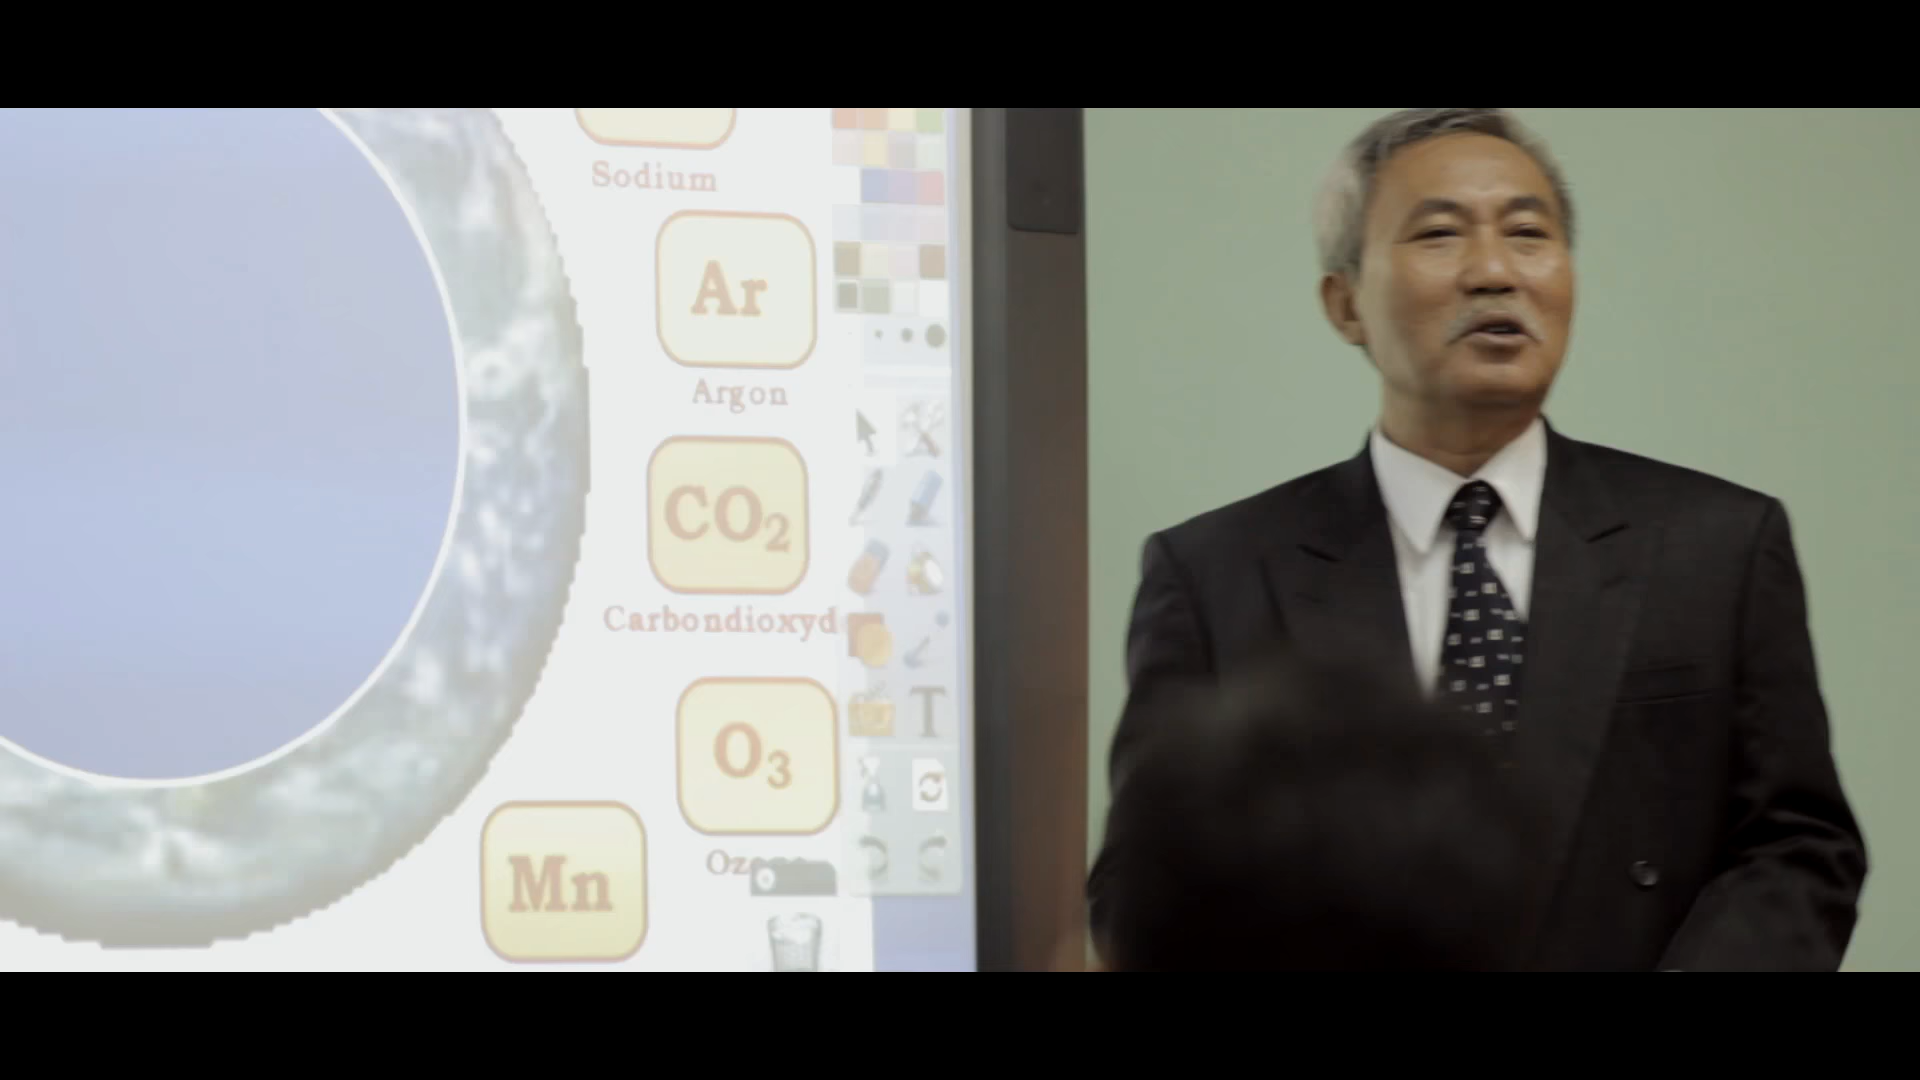 Sodium
Ar
Argon
CO₂
Carbondioxyd
T
O₃
Mn